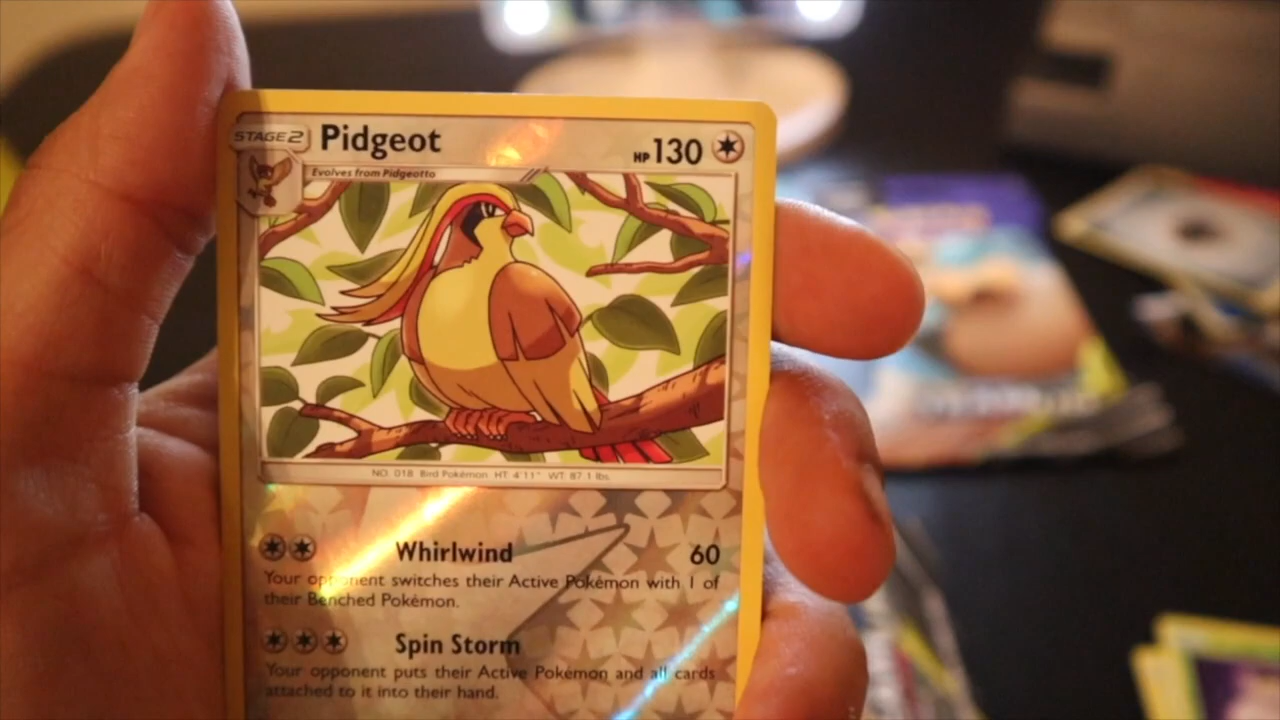 STAGE 2 Pidgeot HP 130
Evolves from Pidgeotto
NO. 018 Bird Pokémon HT: 4'11" WT: 87.1 lbs.
Whirlwind 60
Your opponent switches their Active Pokémon with 1 of
their Benched Pokémon.
Spin Storm
Your opponent puts their Active Pokémon and all cards
attached to it into their hand.